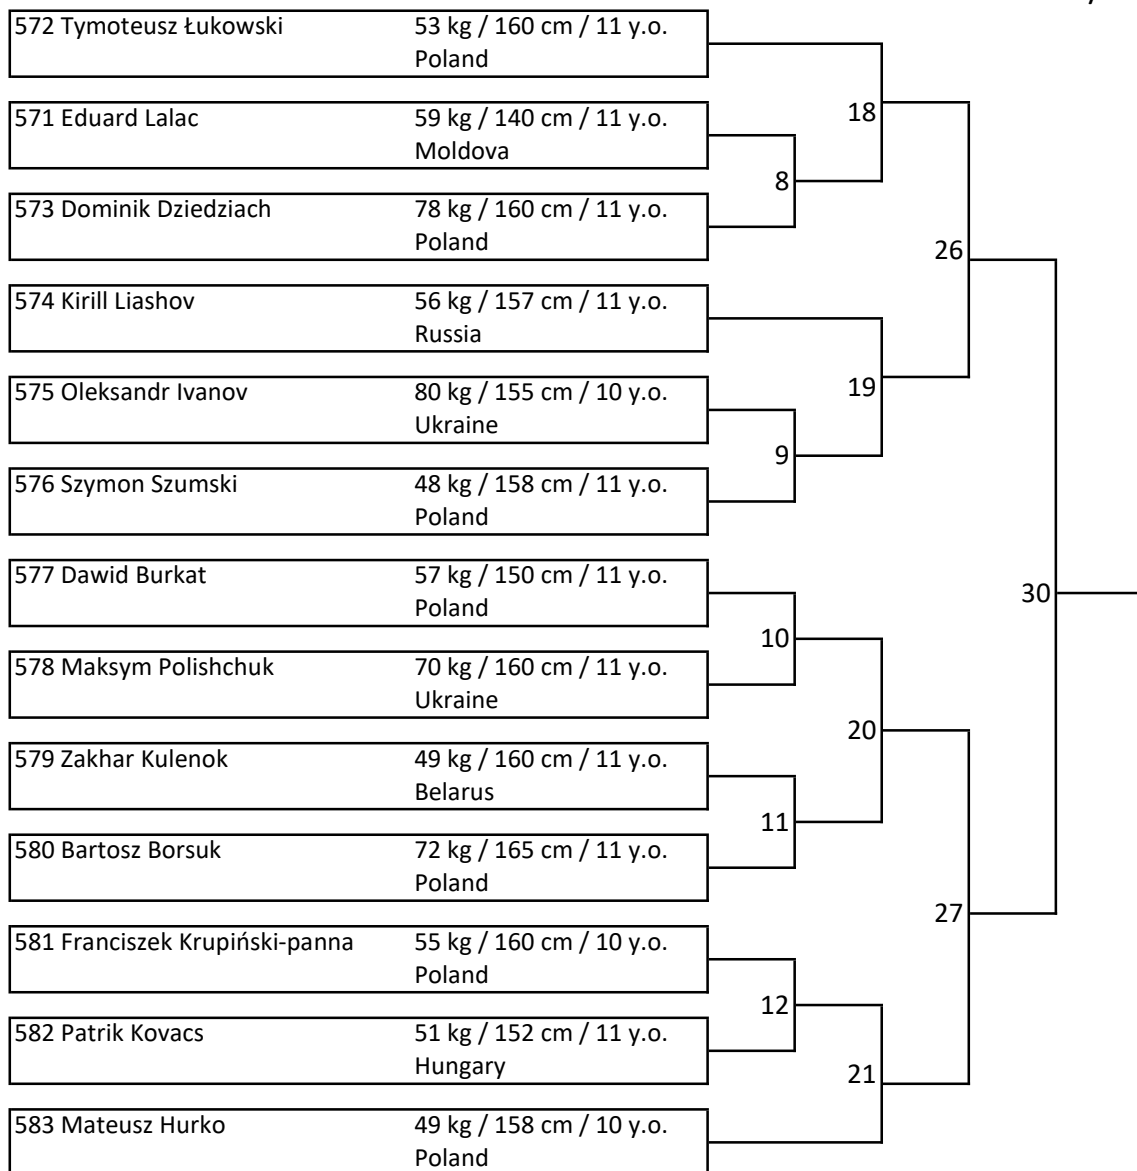 572 Tymoteusz Łukowski 53 kg / 160 cm / 11 y.o.
Poland
18
571 Eduard Lalac 59 kg / 140 cm / 11 y.o.
Moldova
8
573 Dominik Dziedziach 78 kg / 160 cm / 11 y.o.
Poland
26
574 Kirill Liashov 56 kg / 157 cm / 11 y.o.
Russia
19
575 Oleksandr Ivanov 80 kg / 155 cm / 10 y.o.
Ukraine
9
576 Szymon Szumski 48 kg / 158 cm / 11 y.o.
Poland
577 Dawid Burkat 57 kg / 150 cm / 11 y.o.
Poland
30
10
578 Maksym Polishchuk 70 kg / 160 cm / 11 y.o.
Ukraine
20
579 Zakhar Kulenok 49 kg / 160 cm / 11 y.o.
Belarus
11
580 Bartosz Borsuk 72 kg / 165 cm / 11 y.o.
Poland
27
581 Franciszek Krupiński-panna 55 kg / 160 cm / 10 y.o.
Poland
12
582 Patrik Kovacs 51 kg / 152 cm / 11 y.o.
Hungary
21
583 Mateusz Hurko 49 kg / 158 cm / 10 y.o.
Poland